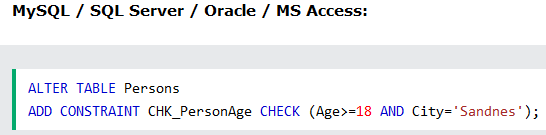 MySQL / SQL Server / Oracle / MS Access:
ALTER TABLE Persons
ADD CONSTRAINT CHK_PersonAge CHECK (Age>=18 AND City='Sandnes');